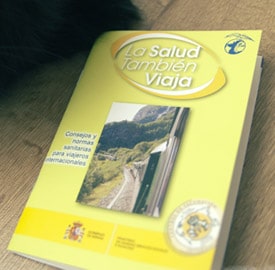 La Salud
También
Viaja
Consejos y
normas
sanitarias
para viajeros
internacionales